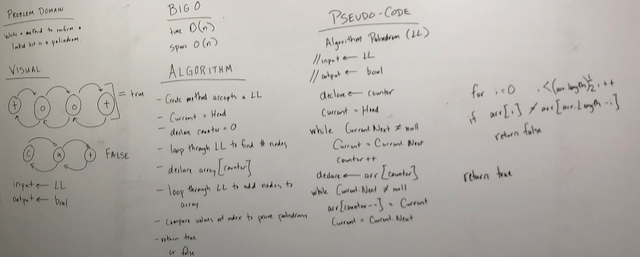 PROBLEM DOMAIN
Write a method to confirm a
linked list is a palindrome.
VISUAL
t o o t = true
C a t FALSE
input ← LL
output ← bool
BIG O
time O(n)
space O(n)
ALGORITHM
- Create method accepts a LL
- Current = Head
- declare counter = 0
- loop through LL to find # nodes
- declare array [counter]
- loop through LL to add nodes to
array
- Compare values at index to prove palindrome
- return true
or false
PSEUDO-CODE
Algorithm Palindrome (LL)
// input ← LL
// output ← bool
declare ← counter
Current = Head
while Current.Next ≠ null
Current = Current.Next
counter ++
declare ← arr [counter]
while Current.Next ≠ null
arr[counter--] = Current
Current = Current.Next
for i=0 i<(arr.length)/2 i++
if arr[i] ≠ arr[arr.length-i]
return false
return true